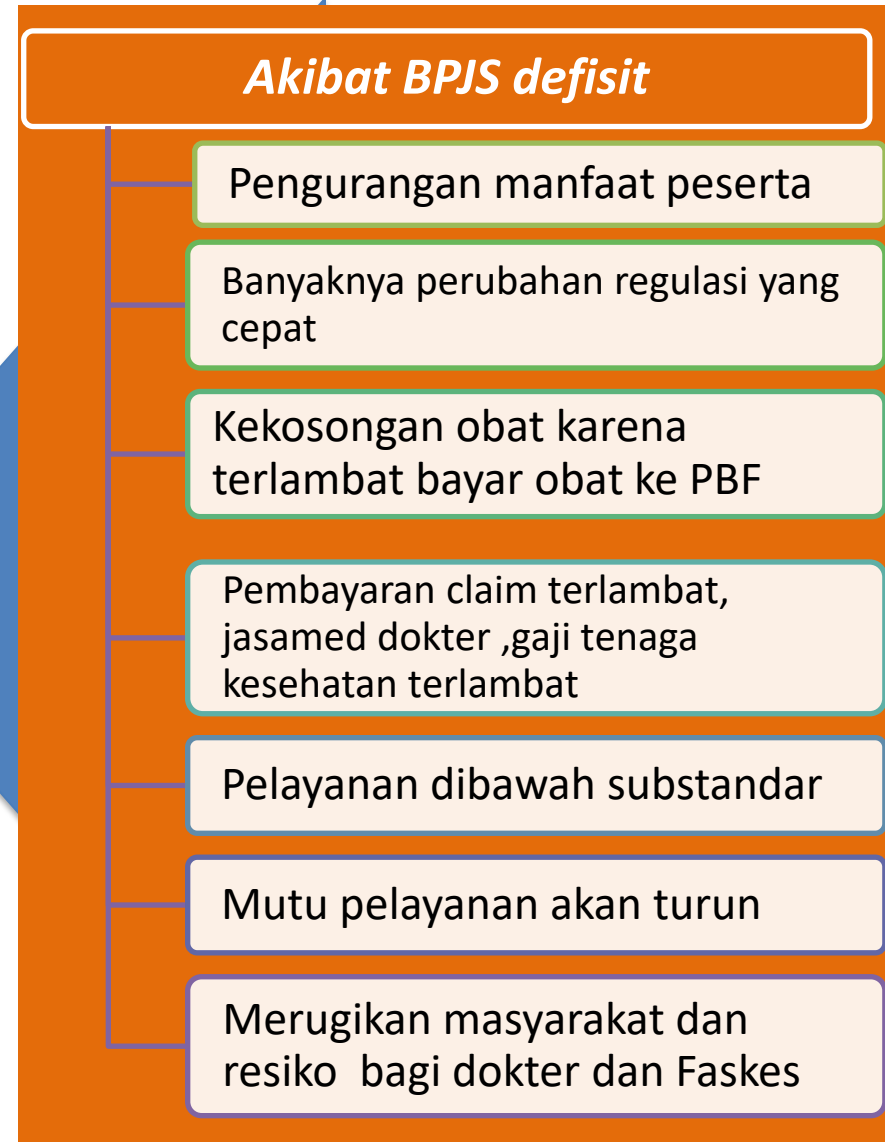 Akibat BPJS defisit
Pengurangan manfaat peserta
Banyaknya perubahan regulasi yang
cepat
Kekosongan obat karena
terlambat bayar obat ke PBF
Pembayaran claim terlambat,
jasamed dokter ,gaji tenaga
kesehatan terlambat
Pelayanan dibawah substandar
Mutu pelayanan akan turun
Merugikan masyarakat dan
resiko  bagi dokter dan Faskes